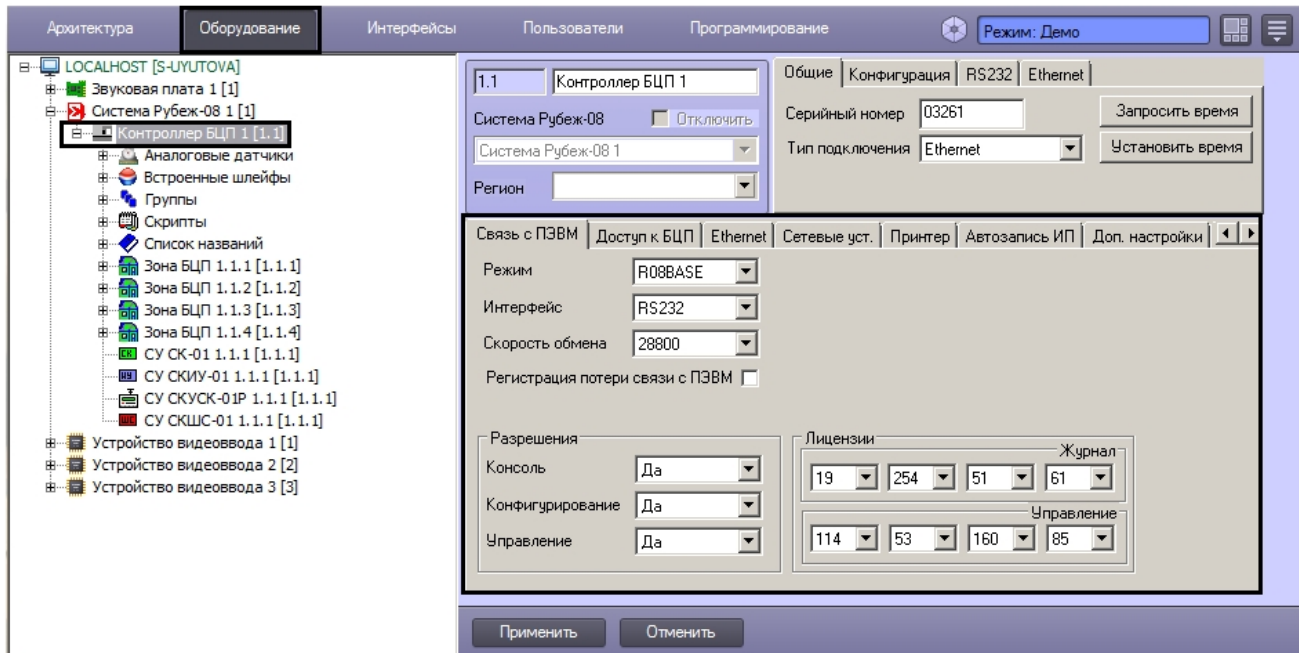 Архитектура Оборудование Интерфейсы Пользователи Программирование Режим: Демо
LOCALHOST [S-UYUTOVA]
Звуковая плата 1 [1]
Система Рубеж-08 1 [1]
Контроллер БЦП 1 [1.1]
Аналоговые датчики
Встроенные шлейфы
Группы
Скрипты
Список названий
Зона БЦП 1.1.1 [1.1.1]
Зона БЦП 1.1.2 [1.1.2]
Зона БЦП 1.1.3 [1.1.3]
Зона БЦП 1.1.4 [1.1.4]
СК СУ СК-01 1.1.1 [1.1.1]
СУ СКИУ-01 1.1.1 [1.1.1]
СУ СКУСК-01Р 1.1.1 [1.1.1]
ШС СУ СКШС-01 1.1.1 [1.1.1]
Устройство видеоввода 1 [1]
Устройство видеоввода 2 [2]
Устройство видеоввода 3 [3]
1.1 Контроллер БЦП 1
Система Рубеж-08 Отключить
Система Рубеж-08 1
Регион
Общие Конфигурация RS232 Ethernet
Серийный номер 03261 Запросить время
Тип подключения Ethernet Установить время
Связь с ПЭВМ Доступ к БЦП Ethernet Сетевые уст. Принтер Автозапись ИП Доп. настройки
Режим R08BASE
Интерфейс RS232
Скорость обмена 28800
Регистрация потери связи с ПЭВМ
Разрешения
Консоль Да
Конфигурирование Да
Управление Да
Лицензии
Журнал
19 254 51 61
Управление
114 53 160 85
Применить Отменить